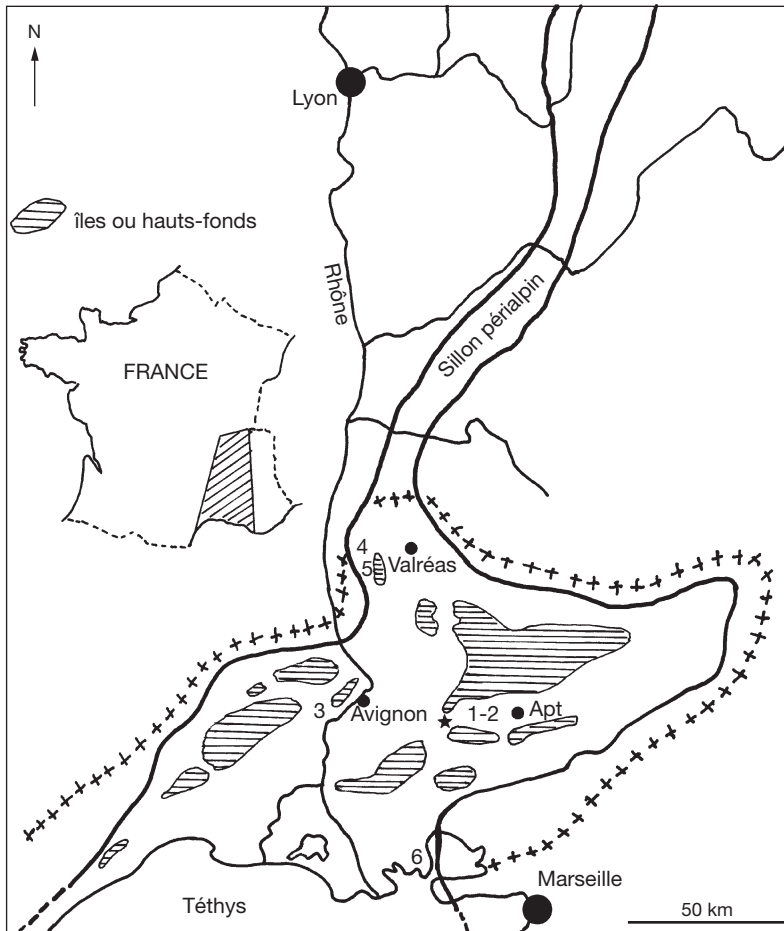 N
Lyon
îles ou hauts-fonds
Rhône
Sillon périalpin
FRANCE
4
5
Valréas
3
Avignon
1-2
Apt
6
Marseille
Téthys
50 km